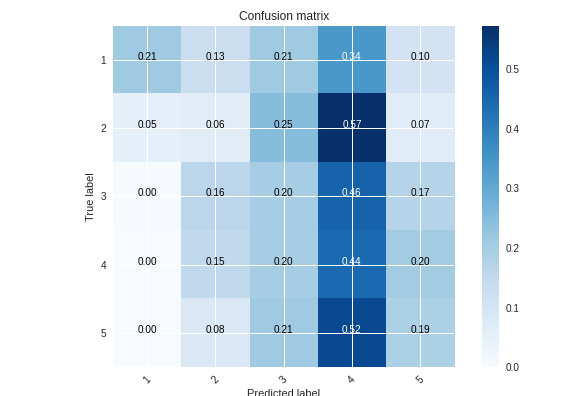 Confusion matrix
1 0.21 0.13 0.21 0.34 0.10
2 0.05 0.06 0.25 0.57 0.07
3 0.00 0.16 0.20 0.46 0.17
4 0.00 0.15 0.20 0.44 0.20
5 0.00 0.08 0.21 0.52 0.19
True label
1 2 3 4 5
Predicted label
0.5
0.4
0.3
0.2
0.1
0.0